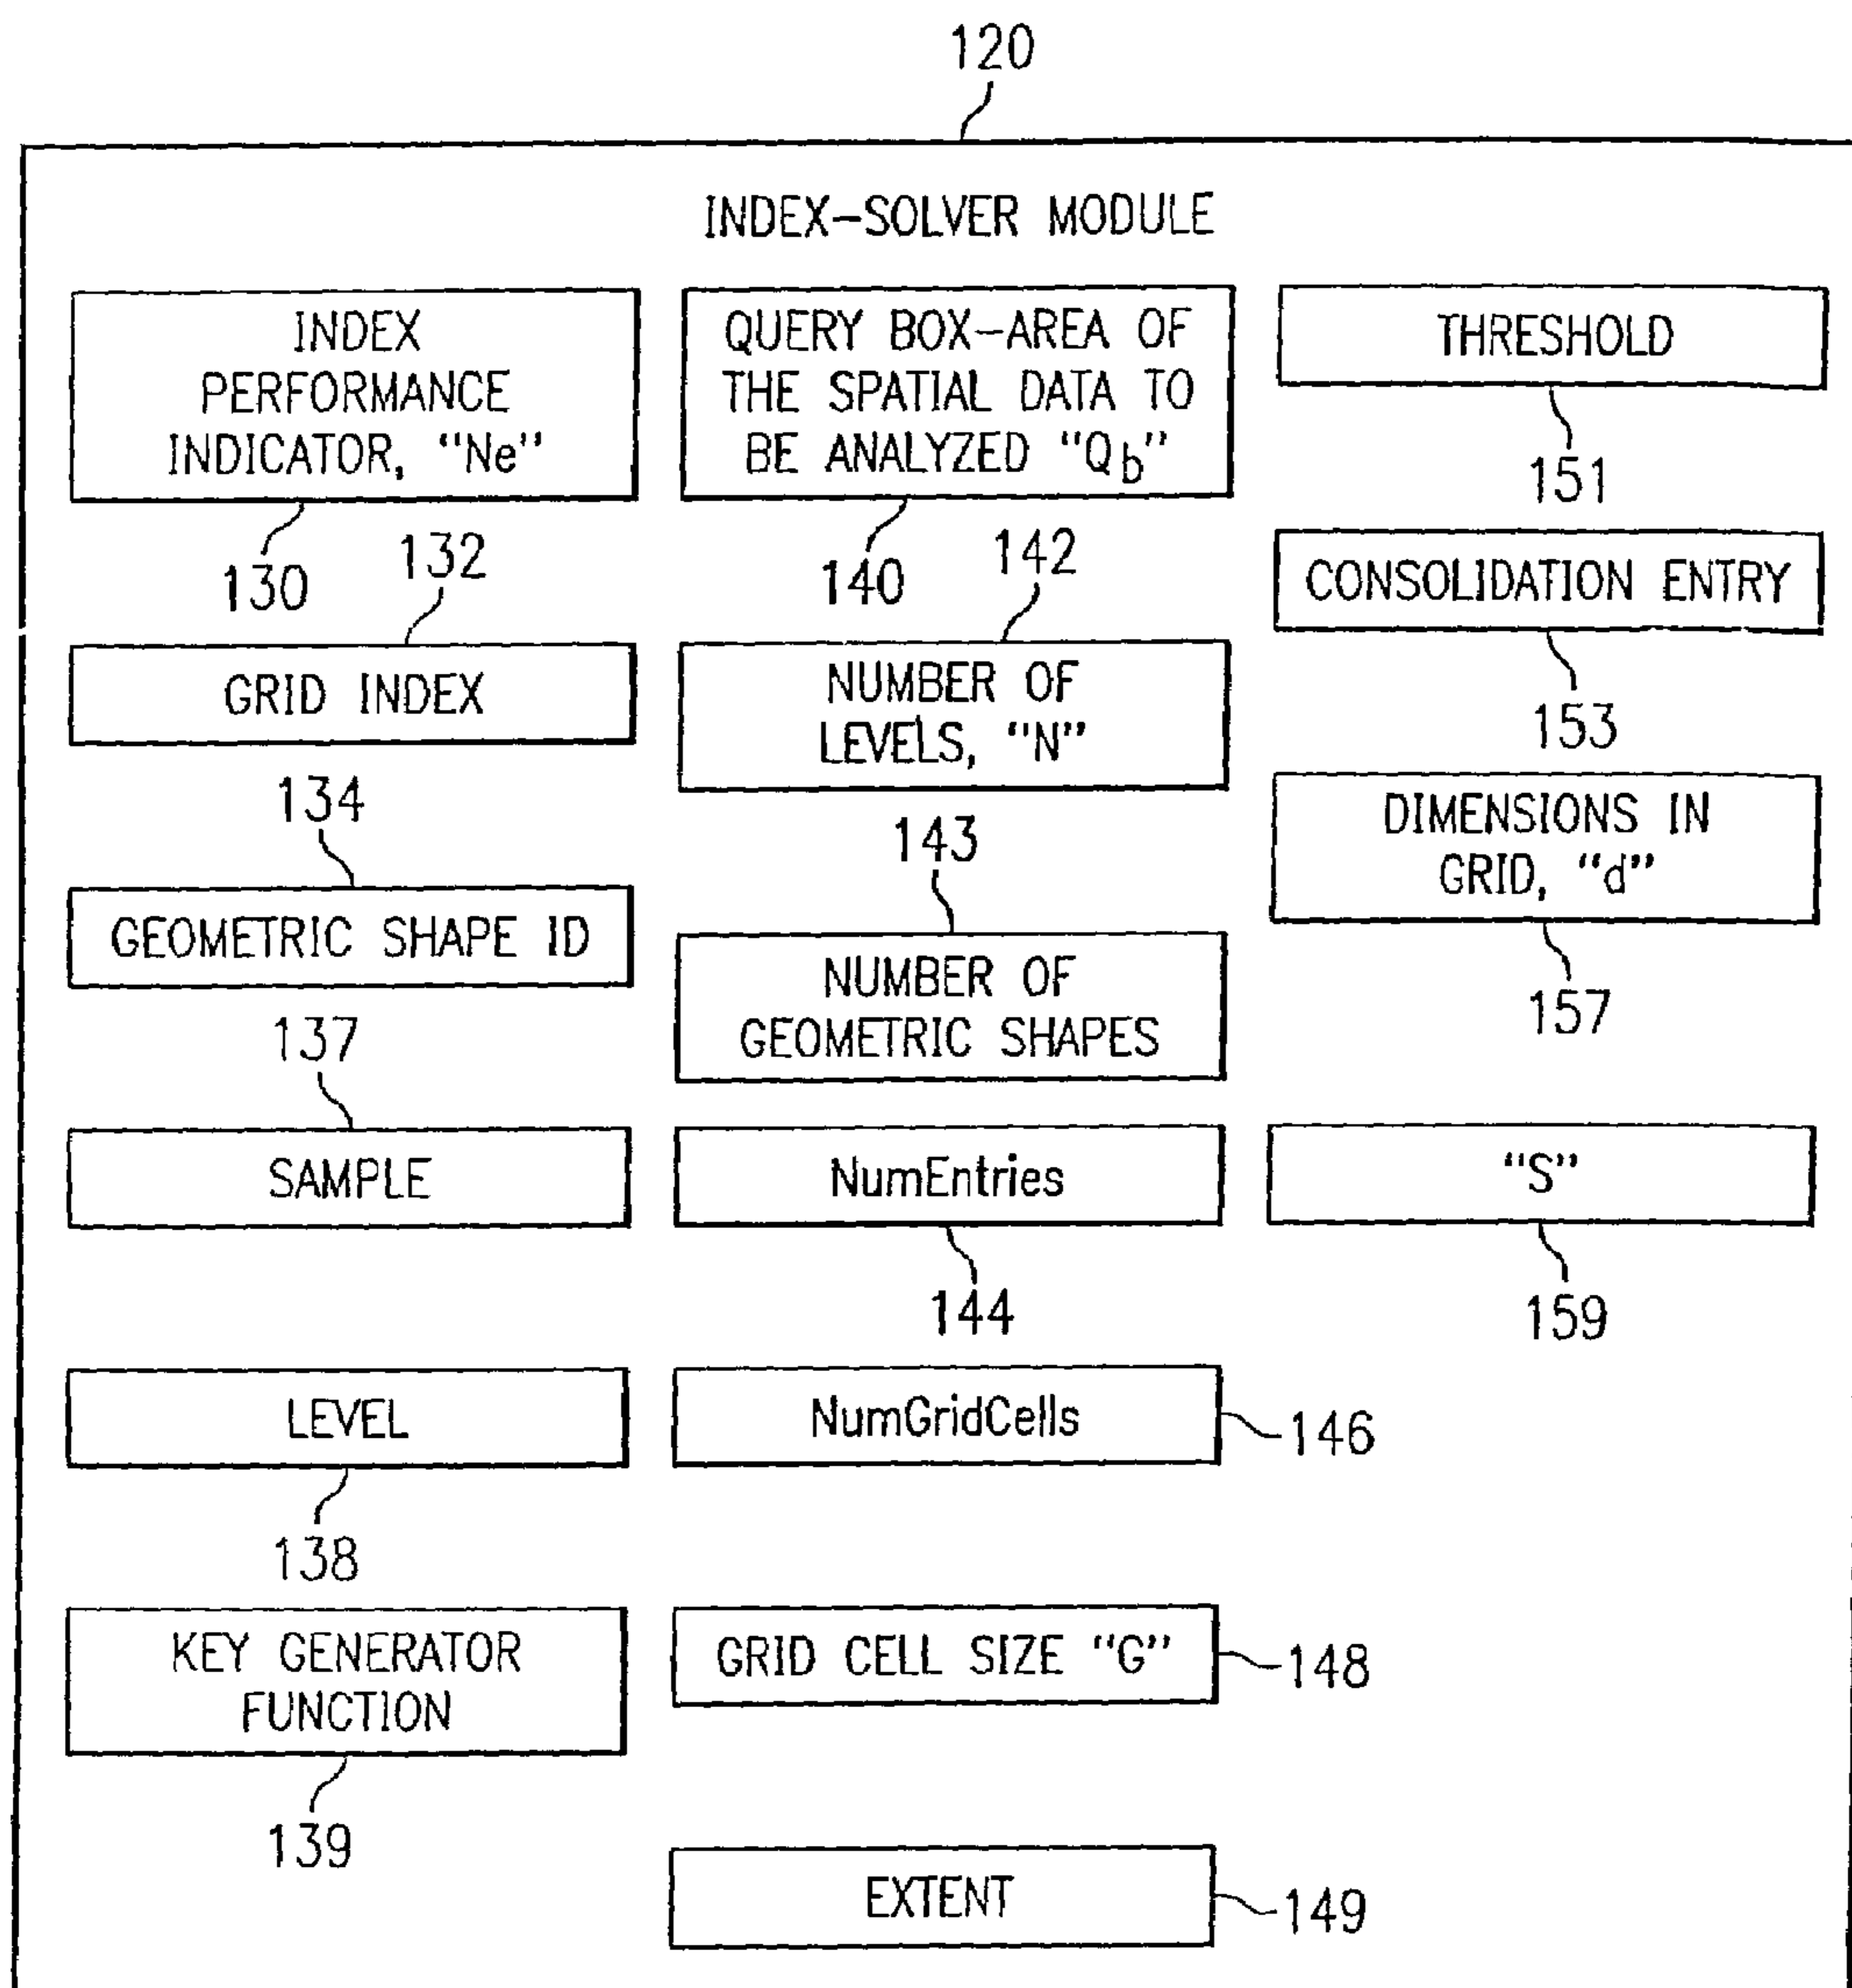 120
INDEX-SOLVER MODULE
INDEX
PERFORMANCE
INDICATOR, "Ne"
130
132
GRID INDEX
134
GEOMETRIC SHAPE ID
137
SAMPLE
LEVEL
138
KEY GENERATOR
FUNCTION
139
QUERY BOX-AREA OF
THE SPATIAL DATA TO
BE ANALYZED "Qb"
140
142
NUMBER OF
LEVELS, "N"
143
NUMBER OF
GEOMETRIC SHAPES
NumEntries
144
NumGridCells
146
GRID CELL SIZE "G"
148
EXTENT
149
THRESHOLD
151
CONSOLIDATION ENTRY
153
DIMENSIONS IN
GRID, "d"
157
"S"
159